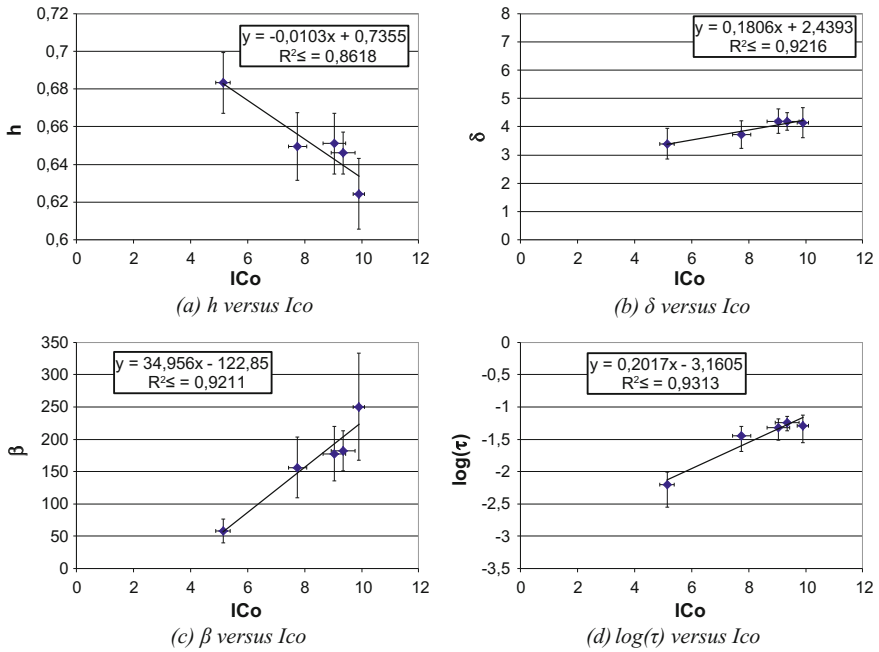 y = -0,0103x + 0,7355
R²≤ = 0,8618
0,7
0,68
0,66
0,64
0,62
0,6
h
0 2 4 6 8 10 12
ICo
(a) h versus Ico
y = 0,1806x + 2,4393
R²≤ = 0,9216
8
7
6
5
4
3
2
1
0
δ
0 2 4 6 8 10 12
ICo
(b) δ versus Ico
y = 34,956x - 122,85
R²≤ = 0,9211
350
300
250
200
150
100
50
0
β
0 2 4 6 8 10 12
ICo
(c) β versus Ico
y = 0,2017x - 3,1605
R²≤ = 0,9313
0
-0,5
-1
-1,5
-2
-2,5
-3
-3,5
log(τ)
0 2 4 6 8 10 12
ICo
(d) log(τ) versus Ico